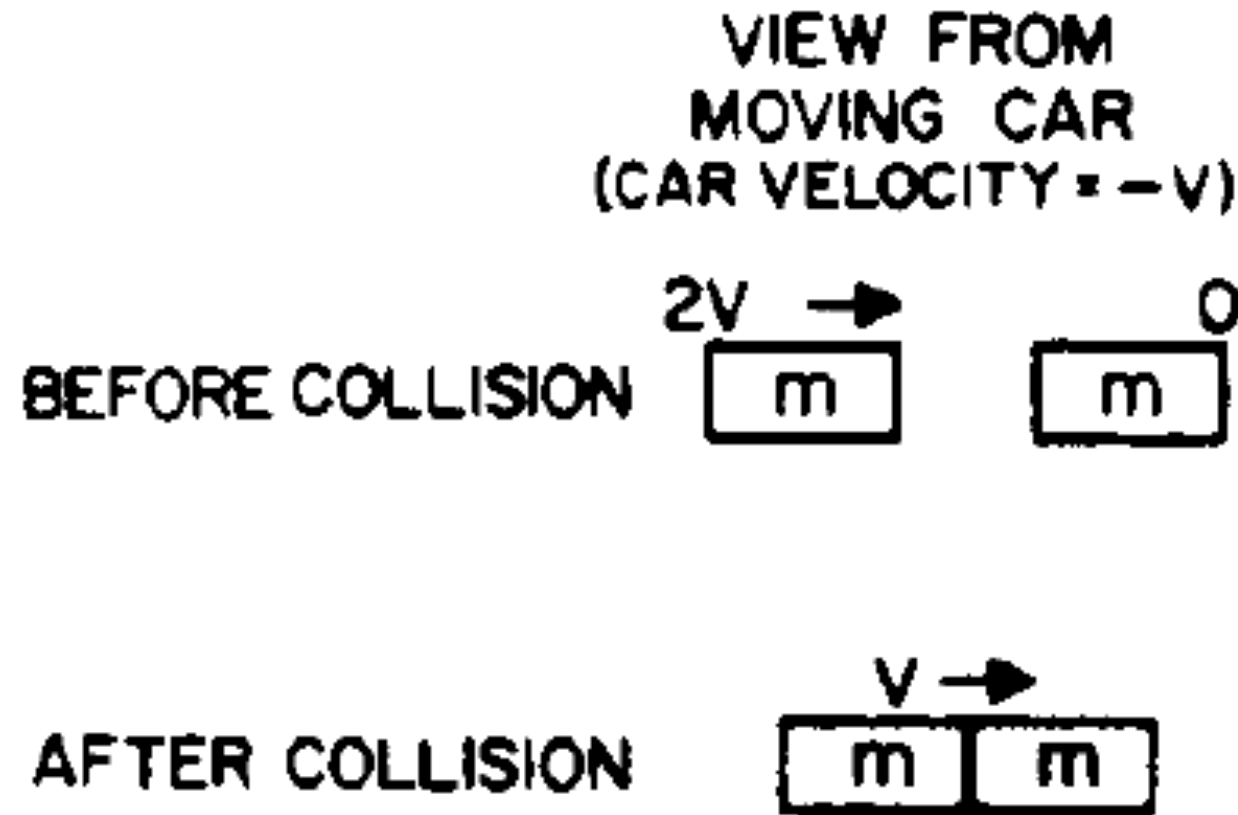 VIEW FROM
MOVING CAR
(CAR VELOCITY = -V)
2V → 0
BEFORE COLLISION m m
V →
AFTER COLLISION m m